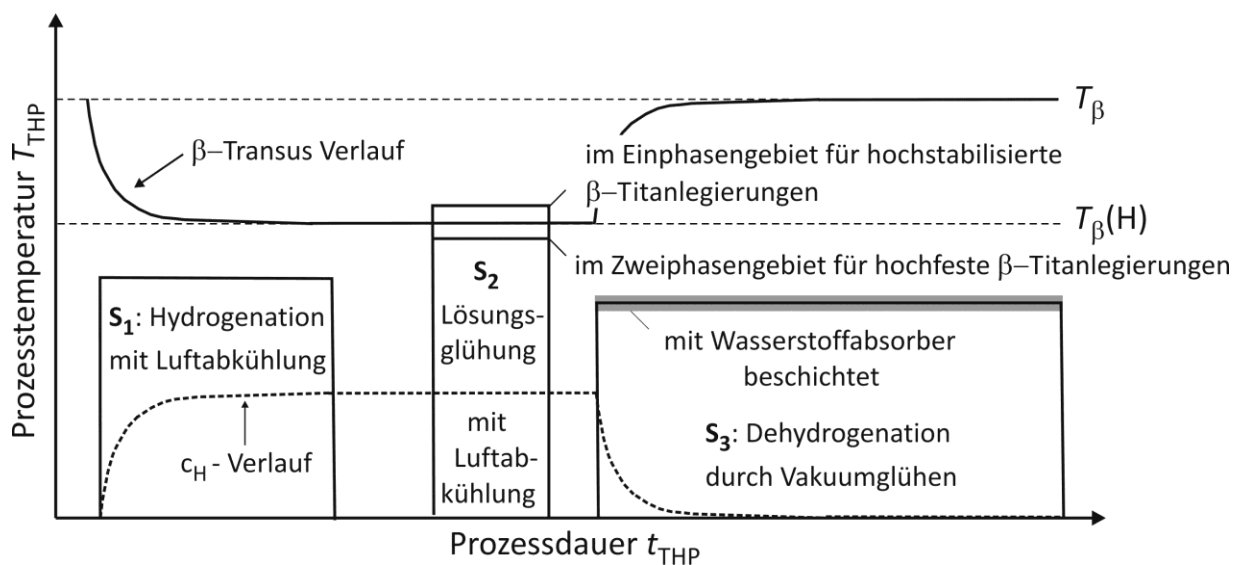 Prozesstemperatur T_THP
T_β
β–Transus Verlauf
im Einphasengebiet für hochstabilisierte
β–Titanlegierungen
T_β(H)
im Zweiphasengebiet für hochfeste β–Titanlegierungen
S₁: Hydrogenation
mit Luftabkühlung
c_H - Verlauf
S₂
Lösungs-
glühung
mit
Luftab-
kühlung
mit Wasserstoffabsorber
beschichtet
S₃: Dehydrogenation
durch Vakuumglühen
Prozessdauer t_THP